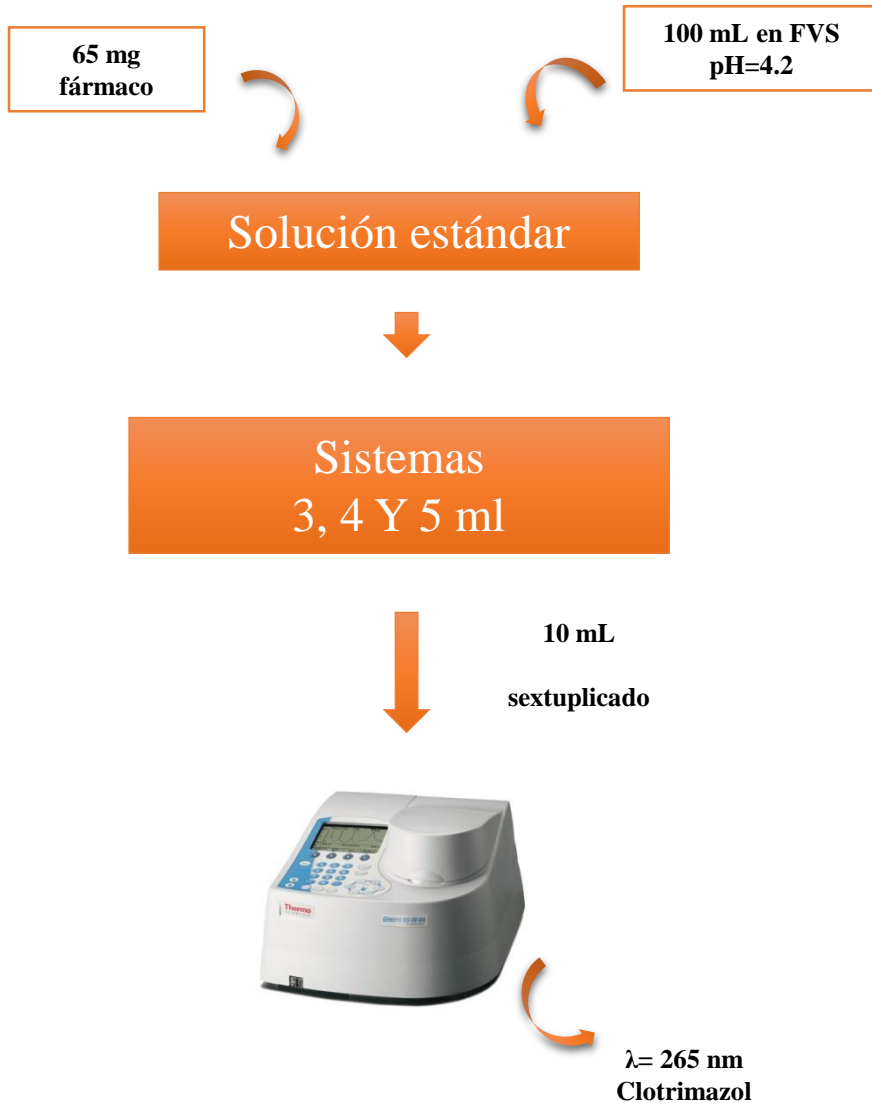 65 mg
fármaco
100 mL en FVS
pH=4.2
Solución estándar
Sistemas
3, 4 Y 5 ml
10 mL
sextuplicado
Thermo
λ= 265 nm
Clotrimazol